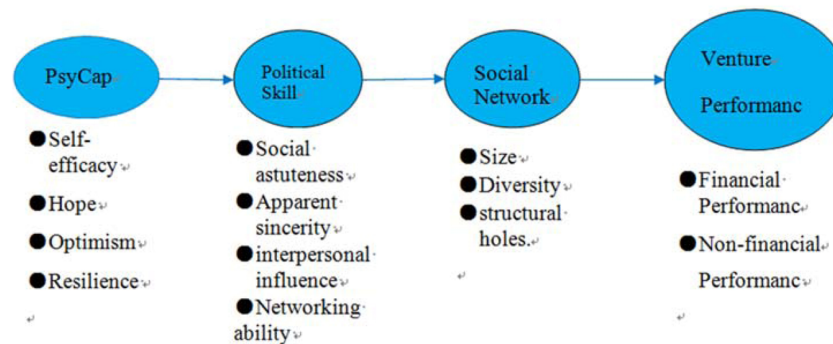 PsyCap
Political
Skill
Social
Network
Venture
Performanc
●Self-
efficacy
●Hope
●Optimism
●Resilience
●Social
astuteness
●Apparent
sincerity
●interpersonal
influence
●Networking
ability
●Size
●Diversity
●structural
holes.
●Financial
Performanc
●Non-financial
Performanc